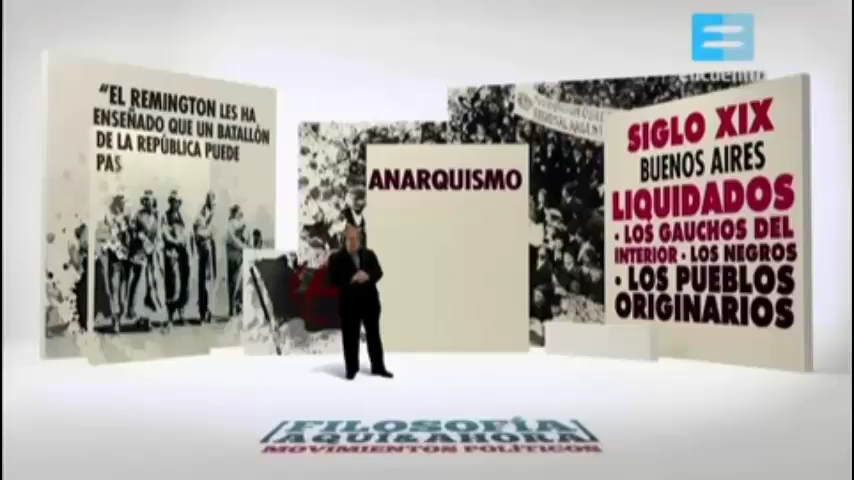 encuentro
“EL REMINGTON LES HA
ENSEÑADO QUE UN BATALLÓN
DE LA REPÚBLICA PUEDE
PAS
ANARQUISMO
SIGLO XIX
BUENOS AIRES
LIQUIDADOS
· LOS GAUCHOS DEL
INTERIOR · LOS NEGROS
· LOS PUEBLOS
ORIGINARIOS
[FILOSOFÍA
AQUÍ&AHORA]
MOVIMIENTOS POLÍTICOS